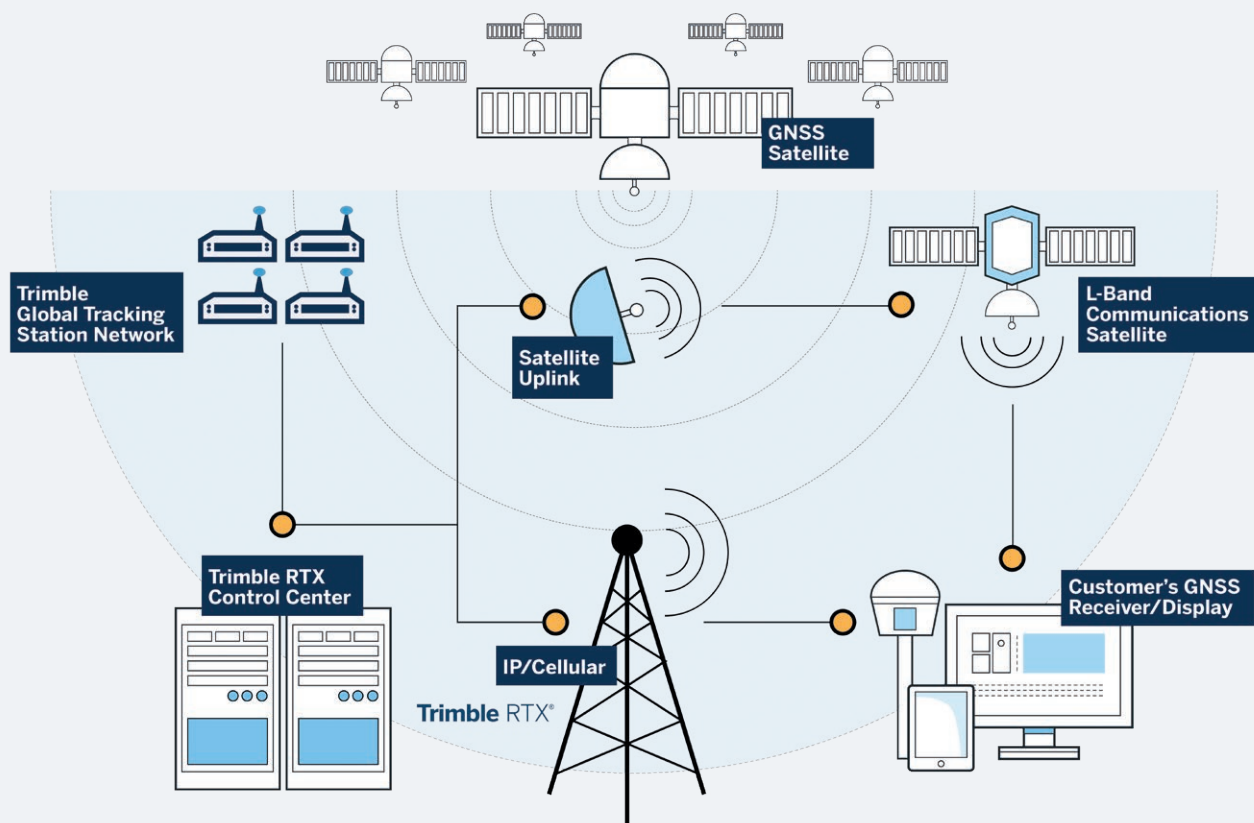 GNSS
Satellite
Trimble
Global Tracking
Station Network
L-Band
Communications
Satellite
Satellite
Uplink
Trimble RTX
Control Center
Customer’s GNSS
Receiver/Display
IP/Cellular
Trimble RTX®